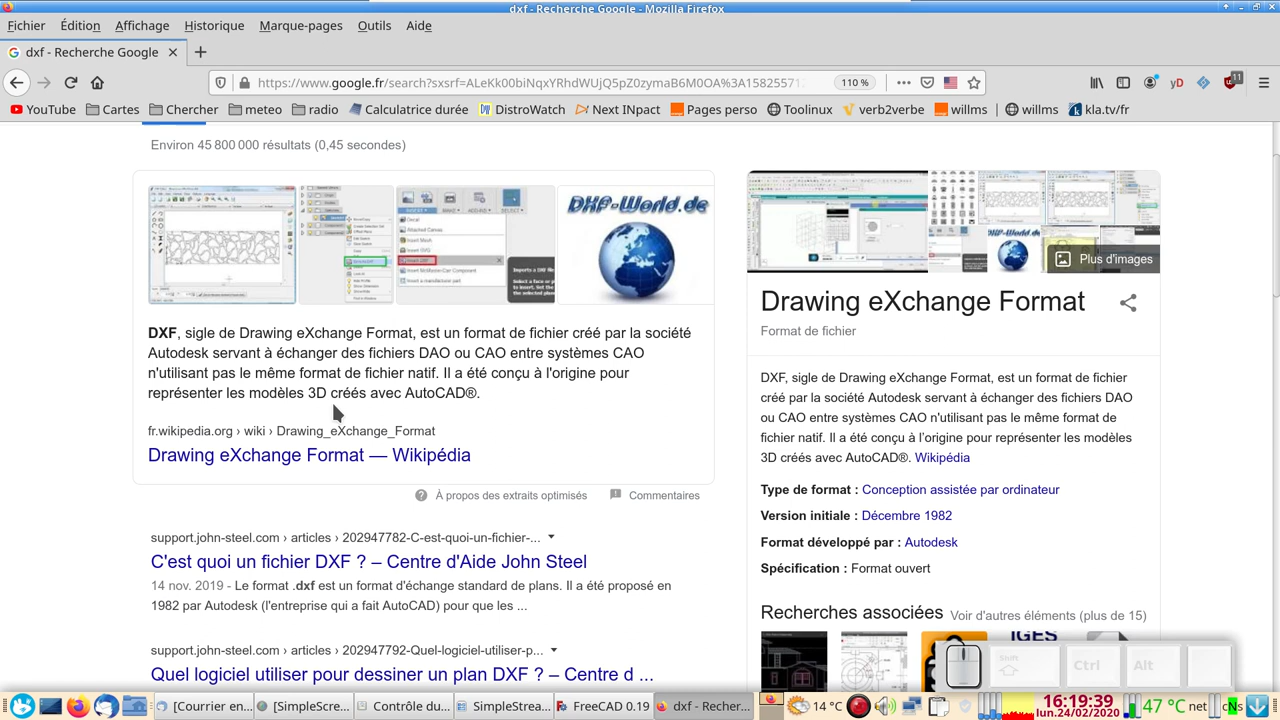 dxf - Recherche Google - Mozilla Firefox
Fichier Édition Affichage Historique Marque-pages Outils Aide
dxf - Recherche Google
https://www.google.fr/search?sxsrf=ALeKk00biNqxYRhdWUjQ5pZ0zymaB6M0OA%3A15825571
110 %
11
YouTube Cartes Chercher meteo radio Calculatrice durée DistroWatch Next INpact Pages perso Toolinux verb2verbe willms willms kla.tv/fr
Environ 45 800 000 résultats (0,45 secondes)
DXF-World.de
DXF, sigle de Drawing eXchange Format, est un format de fichier créé par la société
Autodesk servant à échanger des fichiers DAO ou CAO entre systèmes CAO
n'utilisant pas le même format de fichier natif. Il a été conçu à l'origine pour
représenter les modèles 3D créés avec AutoCAD®.
fr.wikipedia.org › wiki › Drawing_eXchange_Format
Drawing eXchange Format — Wikipédia
À propos des extraits optimisés Commentaires
support.john-steel.com › articles › 202947782-C-est-quoi-un-fichier-...
C'est quoi un fichier DXF ? – Centre d'Aide John Steel
14 nov. 2019 - Le format .dxf est un format d'échange standard de plans. Il a été proposé en
1982 par Autodesk (l'entreprise qui a fait AutoCAD) pour que les ...
support.john-steel.com › articles › 202947792-Quel-logiciel-utiliser-p...
Quel logiciel utiliser pour dessiner un plan DXF ? – Centre d ...
Plus d'images
Drawing eXchange Format
Format de fichier
DXF, sigle de Drawing eXchange Format, est un format de fichier
créé par la société Autodesk servant à échanger des fichiers DAO
ou CAO entre systèmes CAO n'utilisant pas le même format de
fichier natif. Il a été conçu à l'origine pour représenter les modèles
3D créés avec AutoCAD®. Wikipédia
Type de format : Conception assistée par ordinateur
Version initiale : Décembre 1982
Format développé par : Autodesk
Spécification : Format ouvert
Recherches associées Voir d'autres éléments (plus de 15)
IGES
Shift Ctrl Alt
[Courrie... [SimpleScre... Contrôle du... SimpleStrea... FreeCAD 0.19 dxf - Recher... 14 °C 16:19:39 47 °C net cNs
lun.24/02/2020